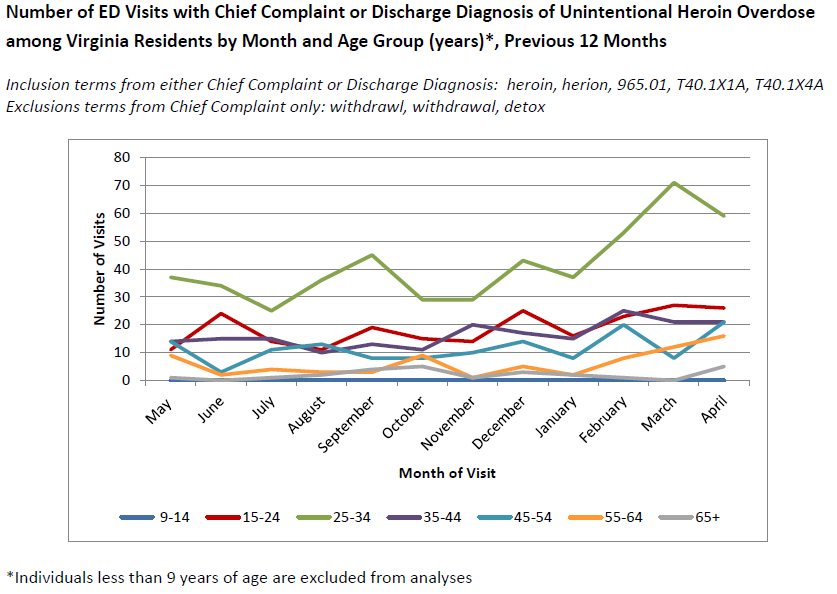 Number of ED Visits with Chief Complaint or Discharge Diagnosis of Unintentional Heroin Overdose
among Virginia Residents by Month and Age Group (years)*, Previous 12 Months
Inclusion terms from either Chief Complaint or Discharge Diagnosis:  heroin, herion, 965.01, T40.1X1A, T40.1X4A
Exclusions terms from Chief Complaint only: withdrawl, withdrawal, detox
80
70
60
50
40
30
20
10
0
Number of Visits
May June July August September October November December January February March April
Month of Visit
9-14 15-24 25-34 35-44 45-54 55-64 65+
*Individuals less than 9 years of age are excluded from analyses